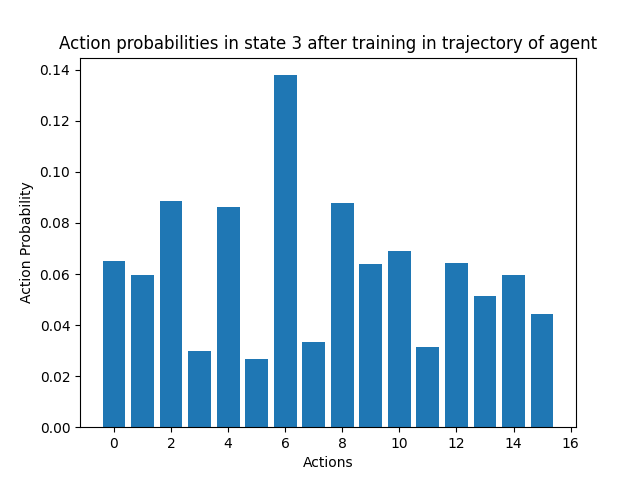 Action probabilities in state 3 after training in trajectory of agent
0.14
0.12
0.10
0.08
0.06
0.04
0.02
0.00
Action Probability
0 2 4 6 8 10 12 14 16
Actions